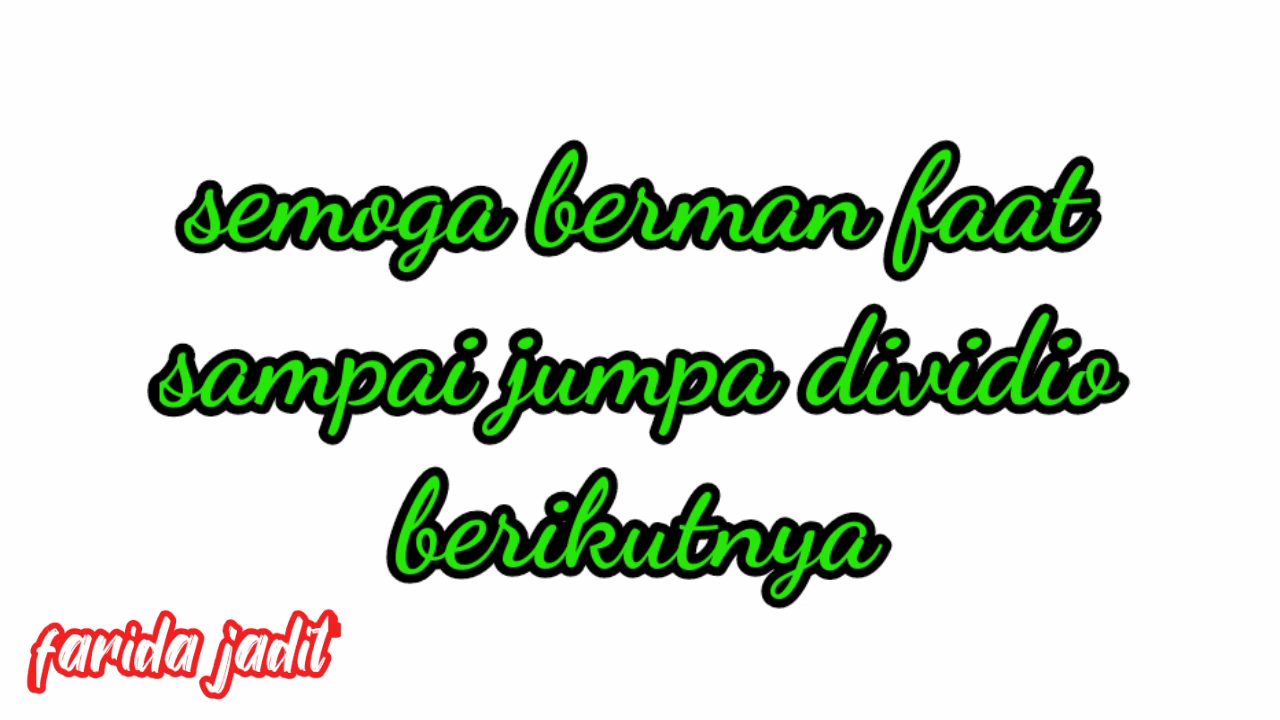 semoga berman faat
sampai jumpa dividio
berikutnya
farida jadit